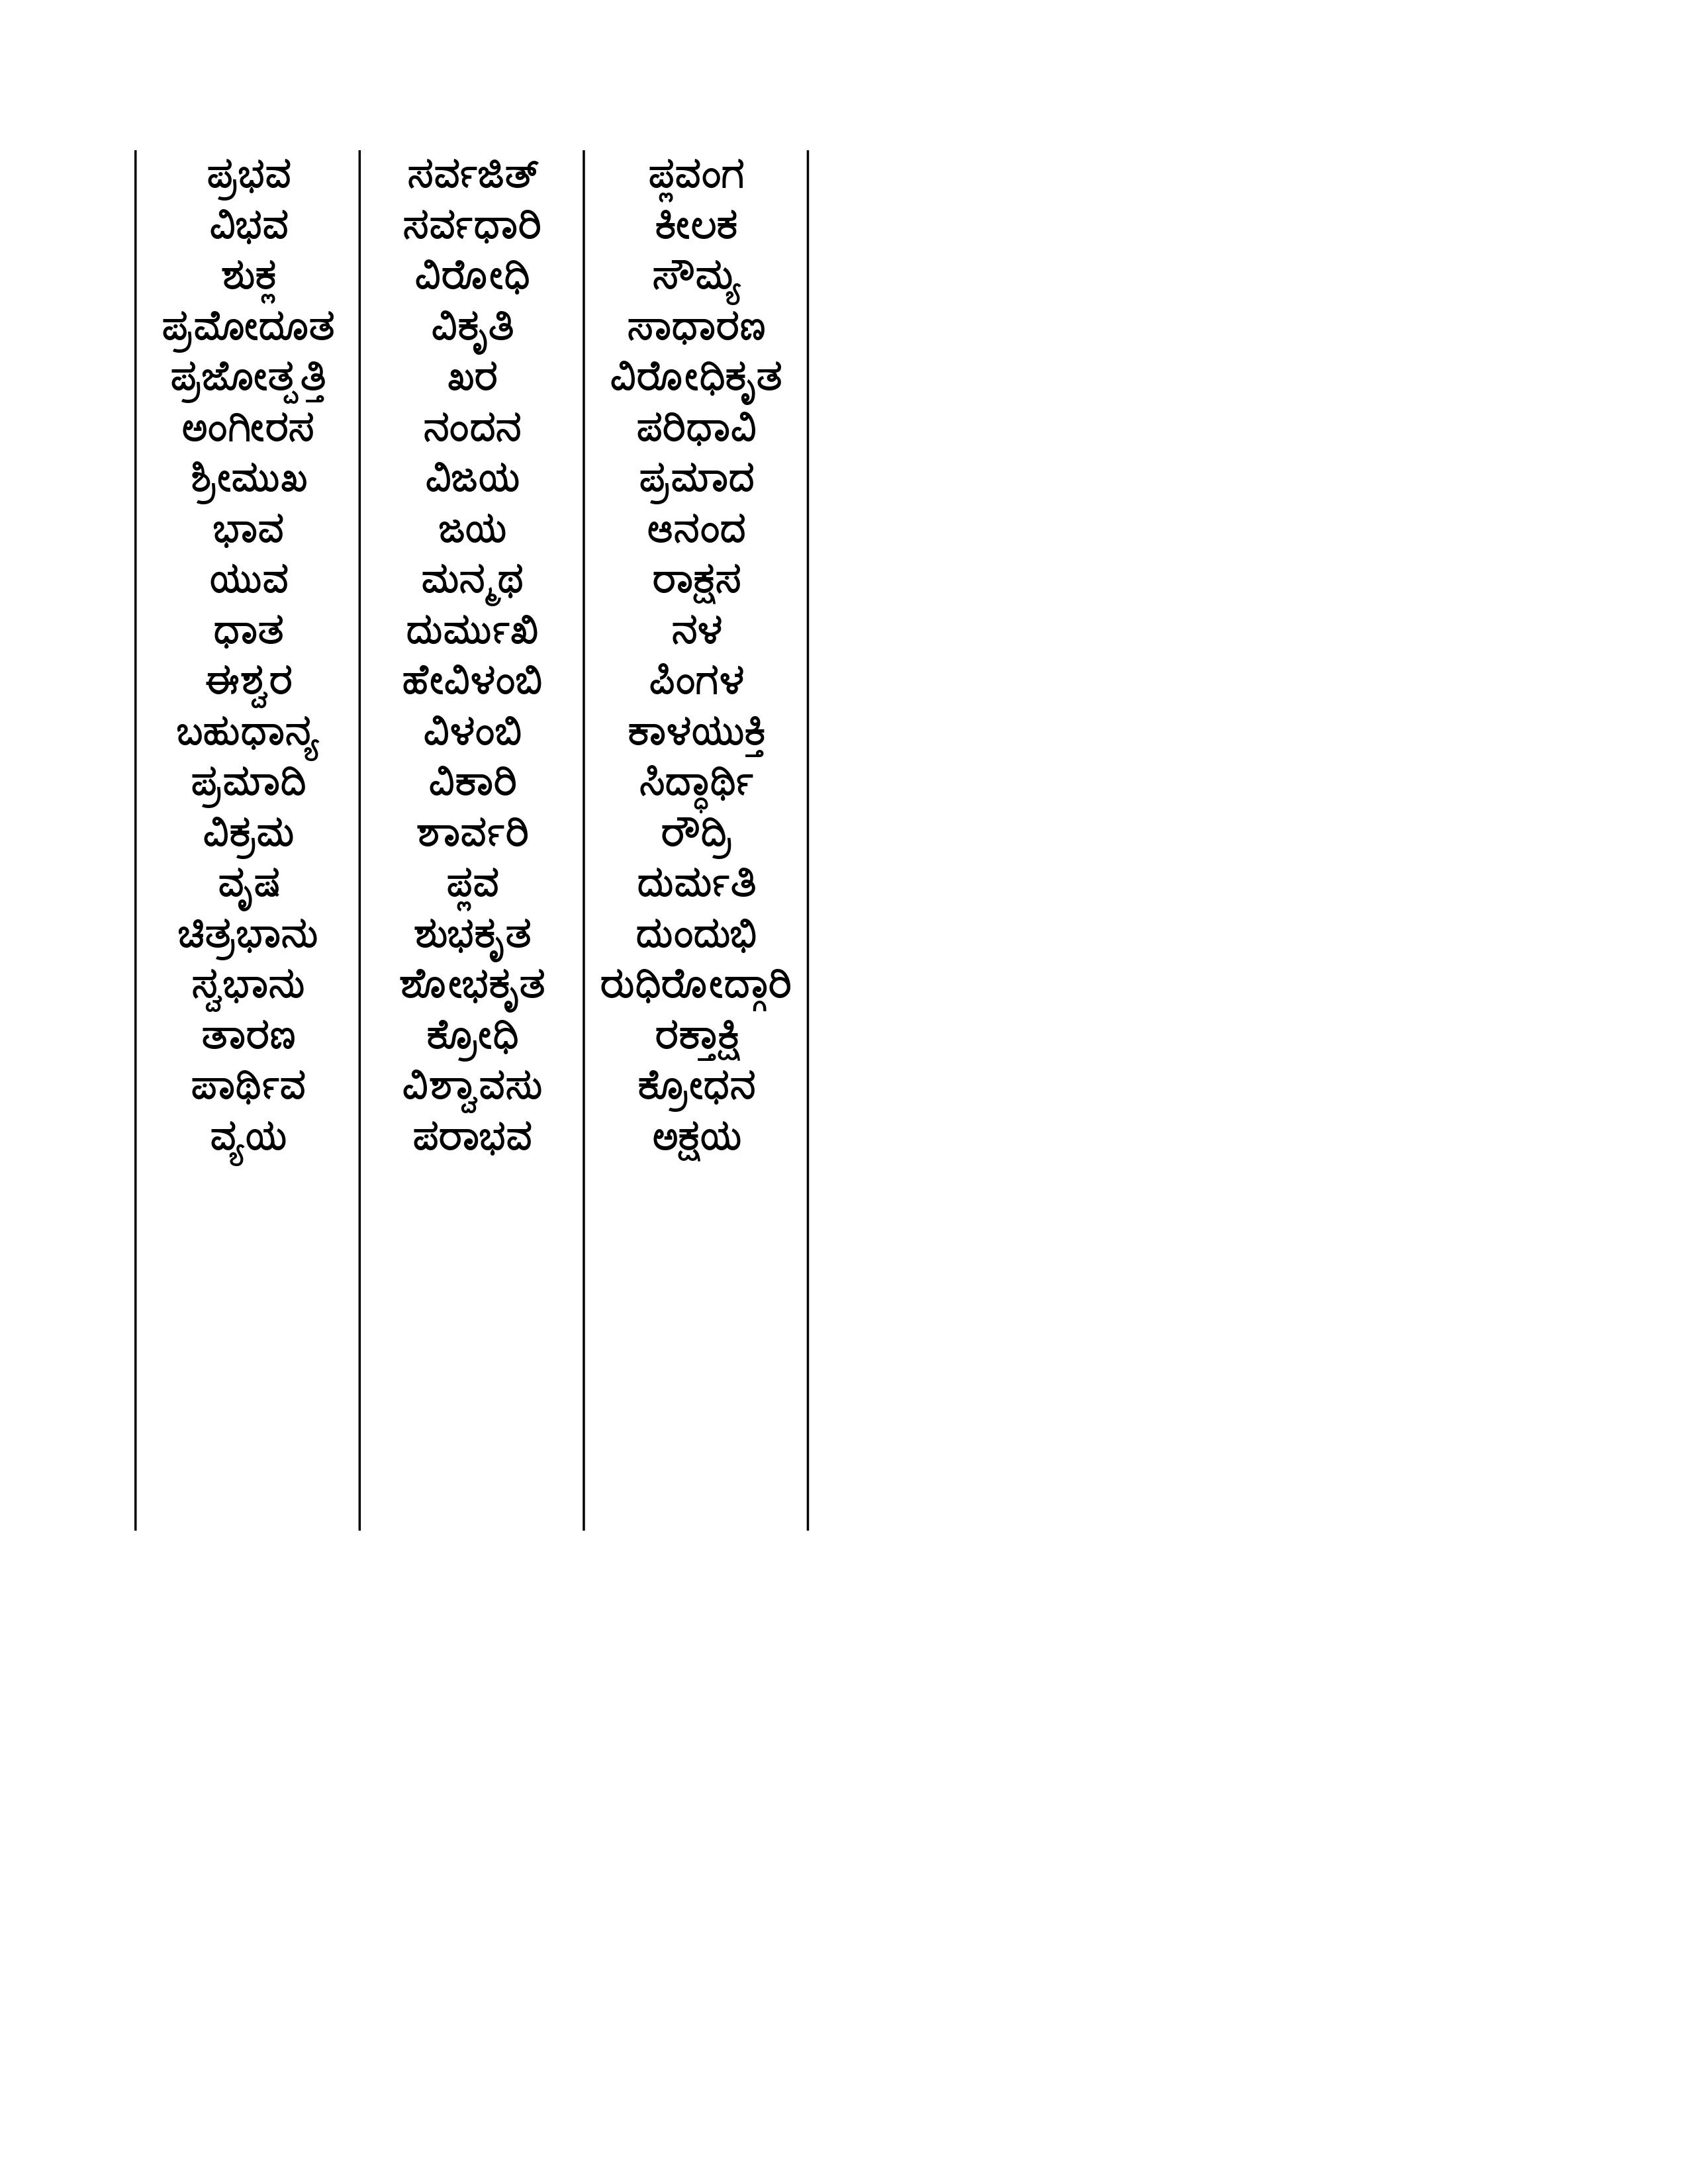 ಪ್ರಭವ ಸರ್ವಜಿತ್ ಪ್ಲವಂಗ
ವಿಭವ ಸರ್ವಧಾರಿ ಕೀಲಕ
ಶುಕ್ಲ ವಿರೋಧಿ ಸೌಮ್ಯ
ಪ್ರಮೋದೂತ ವಿಕೃತಿ ಸಾಧಾರಣ
ಪ್ರಜೋತ್ಪತ್ತಿ ಖರ ವಿರೋಧಿಕೃತ
ಅಂಗೀರಸ ನಂದನ ಪರಿಧಾವಿ
ಶ್ರೀಮುಖ ವಿಜಯ ಪ್ರಮಾದ
ಭಾವ ಜಯ ಆನಂದ
ಯುವ ಮನ್ಮಥ ರಾಕ್ಷಸ
ಧಾತ ದುರ್ಮುಖಿ ನಳ
ಈಶ್ವರ ಹೇವಿಳಂಬಿ ಪಿಂಗಳ
ಬಹುಧಾನ್ಯ ವಿಳಂಬಿ ಕಾಳಯುಕ್ತಿ
ಪ್ರಮಾದಿ ವಿಕಾರಿ ಸಿದ್ಧಾರ್ಥಿ
ವಿಕ್ರಮ ಶಾರ್ವರಿ ರೌದ್ರಿ
ವೃಷ ಪ್ಲವ ದುರ್ಮತಿ
ಚಿತ್ರಭಾನು ಶುಭಕೃತ ದುಂದುಭಿ
ಸ್ವಭಾನು ಶೋಭಕೃತ ರುಧಿರೋದ್ಗಾರಿ
ತಾರಣ ಕ್ರೋಧಿ ರಕ್ತಾಕ್ಷಿ
ಪಾರ್ಥಿವ ವಿಶ್ವಾವಸು ಕ್ರೋಧನ
ವ್ಯಯ ಪರಾಭವ ಅಕ್ಷಯ